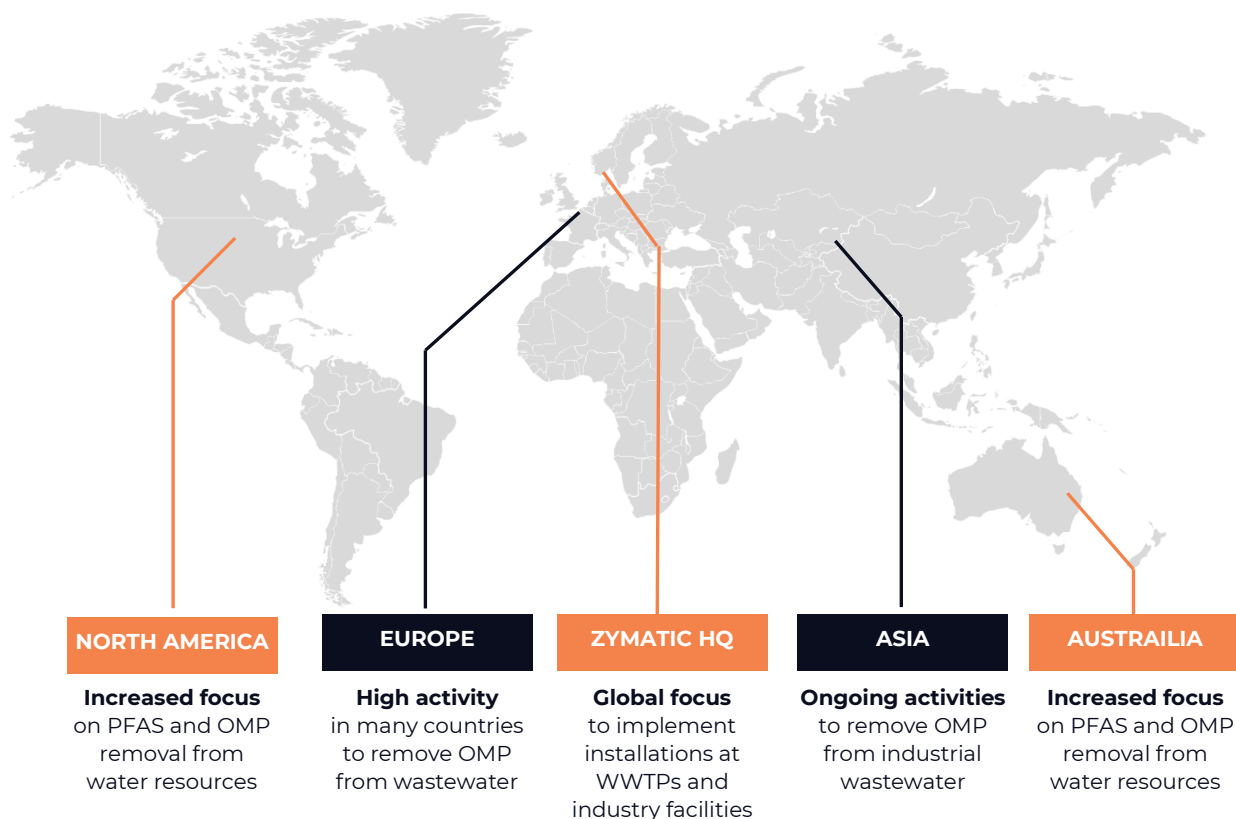 NORTH AMERICA
Increased focus
on PFAS and OMP
removal from
water resources
EUROPE
High activity
in many countries
to remove OMP
from wastewater
ZYMATIC HQ
Global focus
to implement
installations at
WWTPs and
industry facilities
ASIA
Ongoing activities
to remove OMP
from industrial
wastewater
AUSTRAILIA
Increased focus
on PFAS and OMP
removal from
water resources